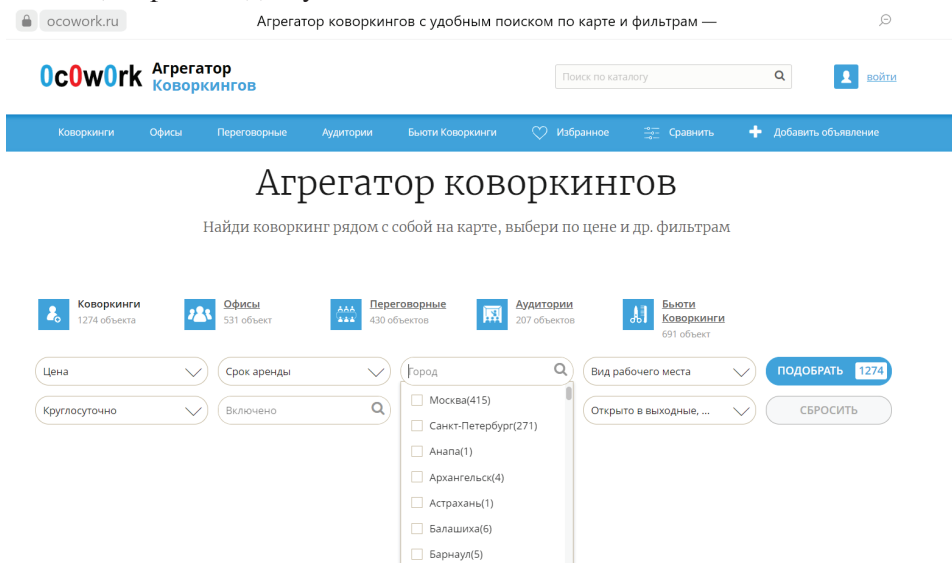 ocowork.ru
Агрегатор коворкингов с удобным поиском по карте и фильтрам —
0c0w0rk
Агрегатор
Коворкингов
Поиск по каталогу
войти
Коворкинги
Офисы
Переговорные
Аудитории
Бьюти Коворкинги
Избранное
Сравнить
Добавить объявление
Агрегатор коворкингов
Найди коворкинг рядом с собой на карте, выбери по цене и др. фильтрам
Коворкинги
1274 объекта
Офисы
531 объект
Переговорные
430 объектов
Аудитории
207 объектов
Бьюти
Коворкинги
691 объект
Цена
Срок аренды
Город
Вид рабочего места
ПОДОБРАТЬ 1274
Круглосуточно
Включено
Открыто в выходные, ...
СБРОСИТЬ
Москва(415)
Санкт-Петербург(271)
Анапа(1)
Архангельск(4)
Астрахань(1)
Балашиха(6)
Барнаул(5)